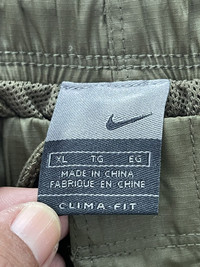 XL TG EG
MADE IN CHINA
FABRIQUE EN CHINE
CLIMA-FIT